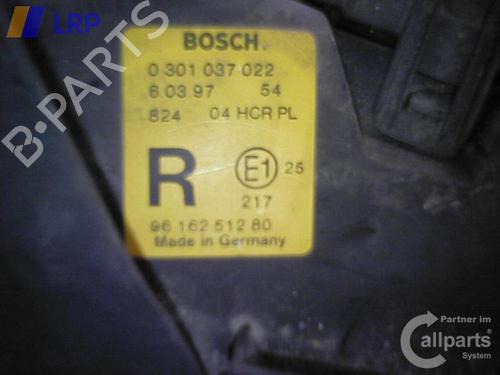 LRP
BOSCH
0 301 037 022
6.03.97 54
824 04 HCR PL
R E1 25
217
96 162 512 80
Made in Germany
Partner im
Callparts
System